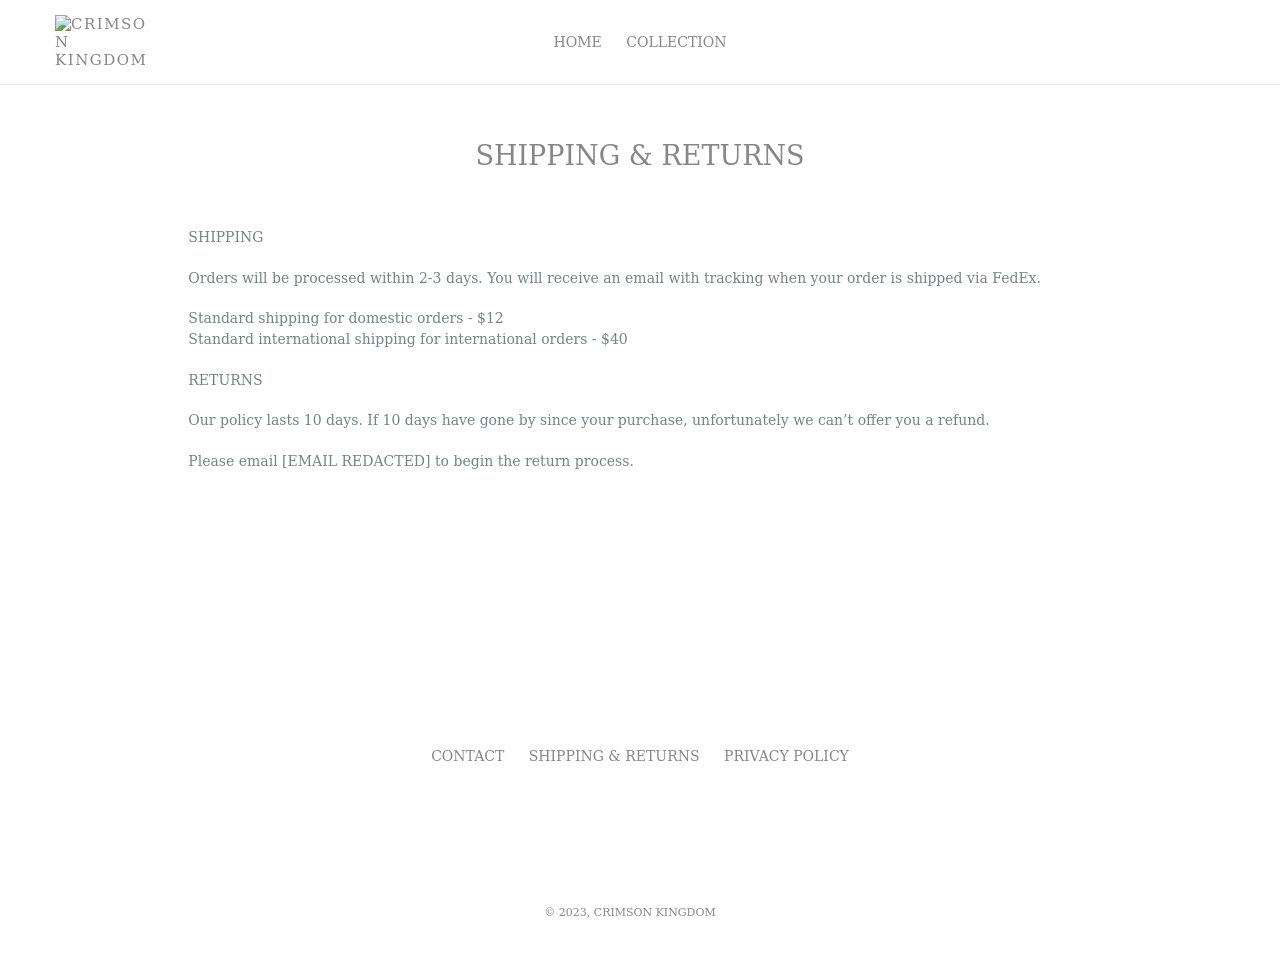 CRIMSO
N
KINGDOM
HOME COLLECTION
SHIPPING & RETURNS
SHIPPING
Orders will be processed within 2-3 days. You will receive an email with tracking when your order is shipped via FedEx.
Standard shipping for domestic orders - $12
Standard international shipping for international orders - $40
RETURNS
Our policy lasts 10 days. If 10 days have gone by since your purchase, unfortunately we can’t offer you a refund.
Please email [EMAIL REDACTED] to begin the return process.
CONTACT SHIPPING & RETURNS PRIVACY POLICY
© 2023, CRIMSON KINGDOM